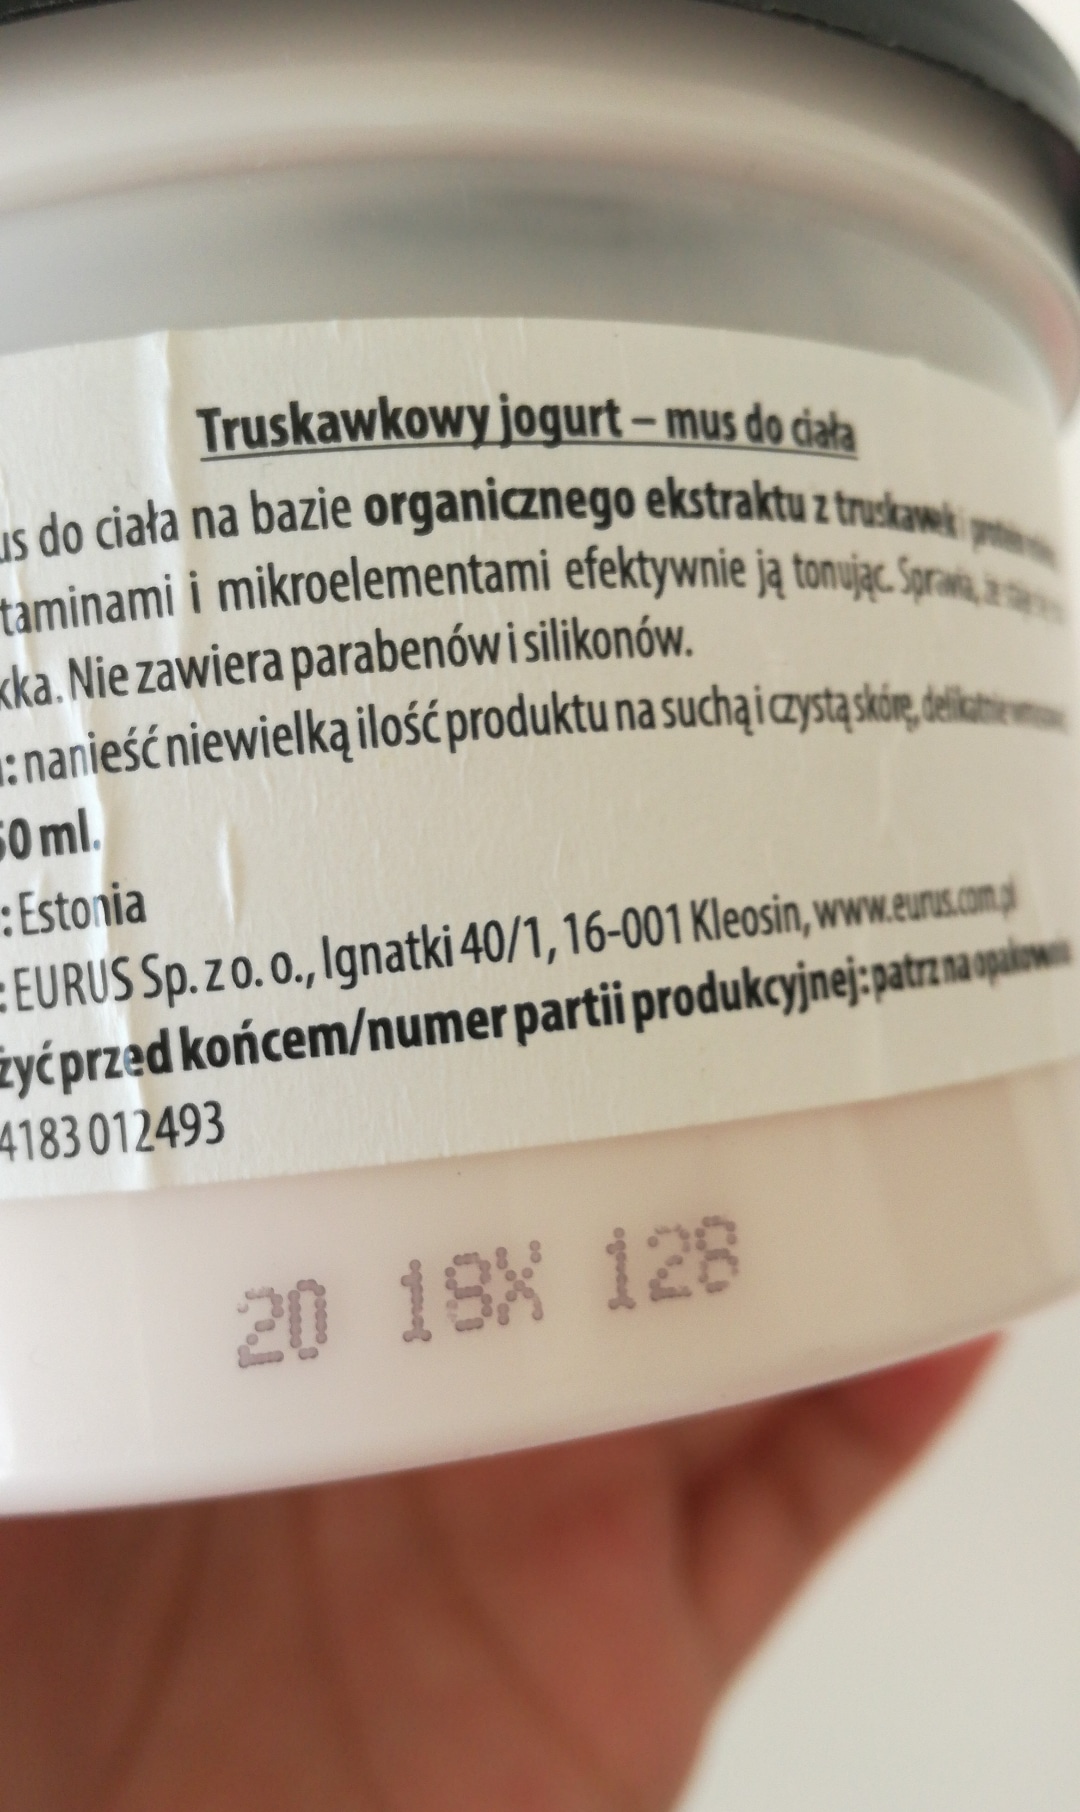 Truskawkowy jogurt – mus do ciała
us do ciała na bazie organicznego ekstraktu z truskawek i protein
taminami i mikroelementami efektywnie ją tonując. Sprawia, że staje
kka. Nie zawiera parabenów i silikonów.
: nanieść niewielką ilość produktu na suchą i czystą skórę, delikatnie
50 ml.
: Estonia
: EURUS Sp. z o. o., Ignatki 40/1, 16-001 Kleosin, www.eurus.com.pl
żyć przed końcem/numer partii produkcyjnej: patrz na opakowaniu
4183 012493
20 18X 128